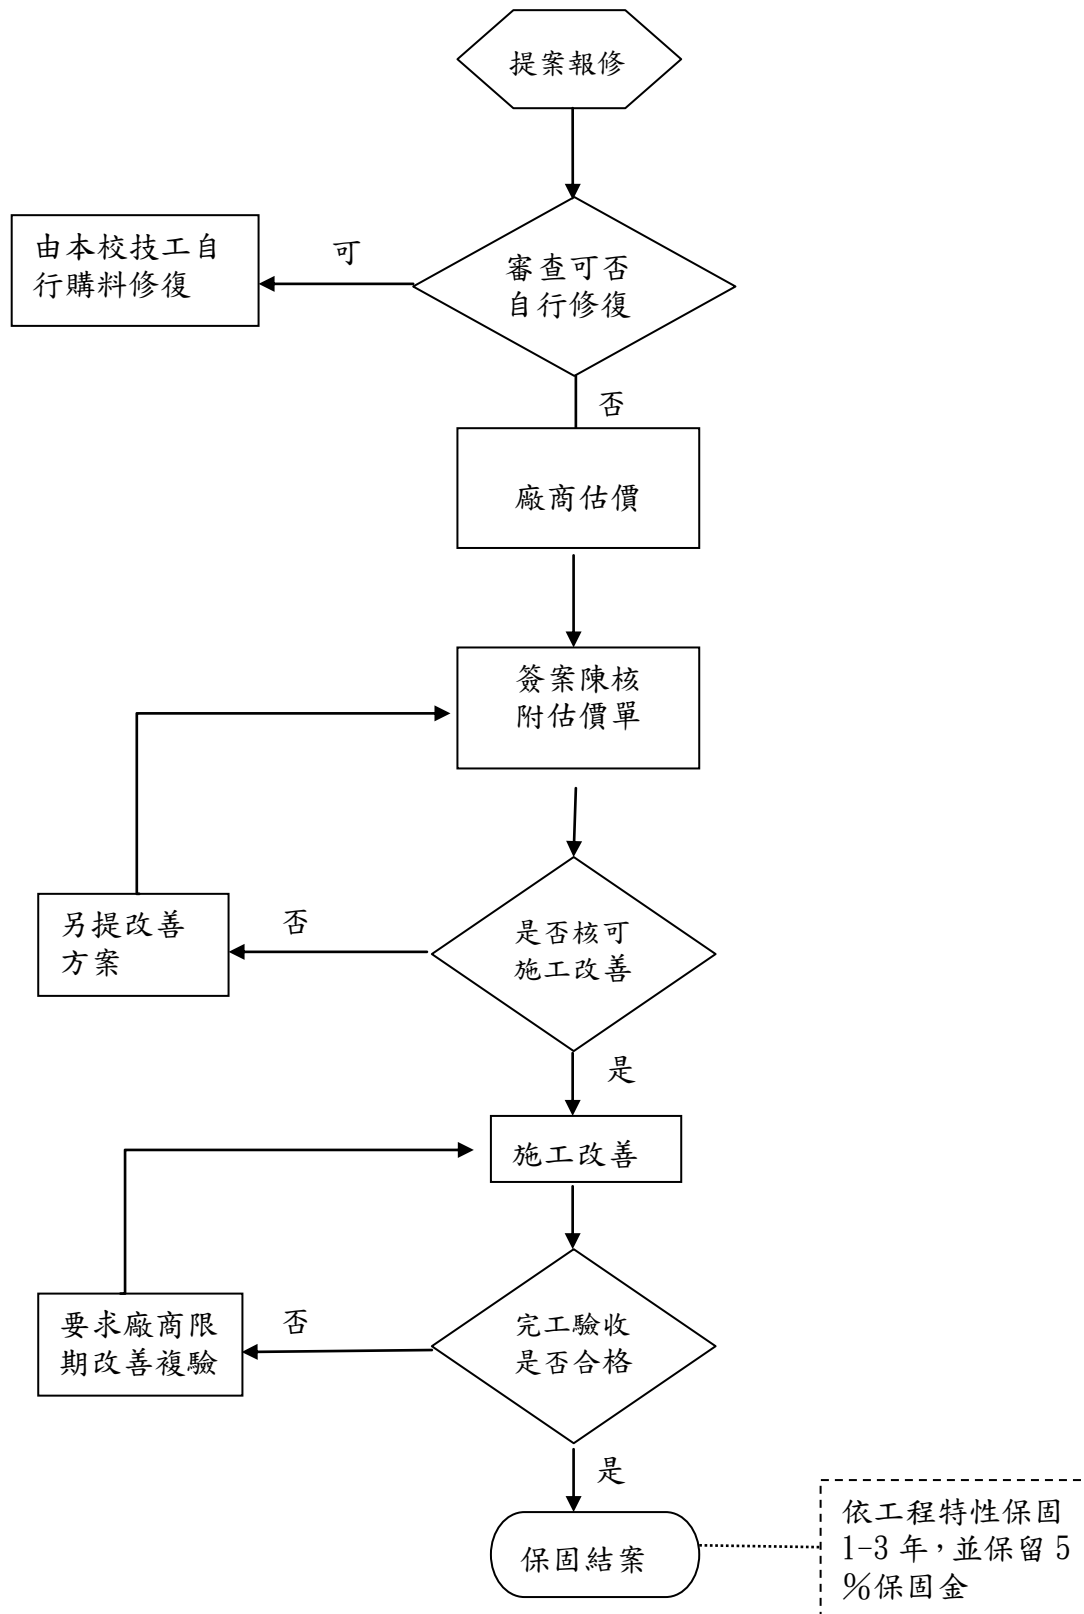 提案報修
由本校技工自
行購料修復
可
審查可否
自行修復
否
廠商估價
簽案陳核
附估價單
另提改善
方案
否
是否核可
施工改善
是
施工改善
要求廠商限
期改善複驗
否
完工驗收
是否合格
是
保固結案
依工程特性保固
1-3 年，並保留 5
%保固金